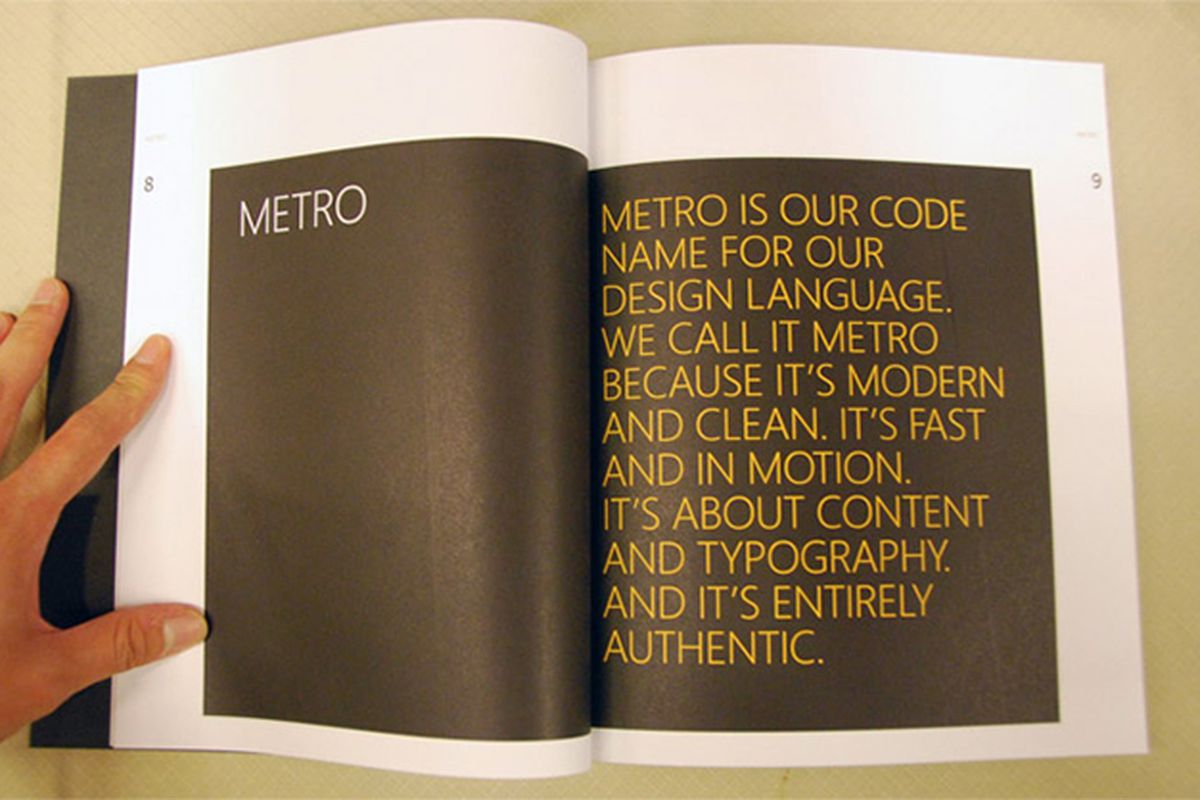 8
METRO
9
METRO IS OUR CODE
NAME FOR OUR
DESIGN LANGUAGE.
WE CALL IT METRO
BECAUSE IT'S MODERN
AND CLEAN. IT'S FAST
AND IN MOTION.
IT'S ABOUT CONTENT
AND TYPOGRAPHY.
AND IT'S ENTIRELY
AUTHENTIC.